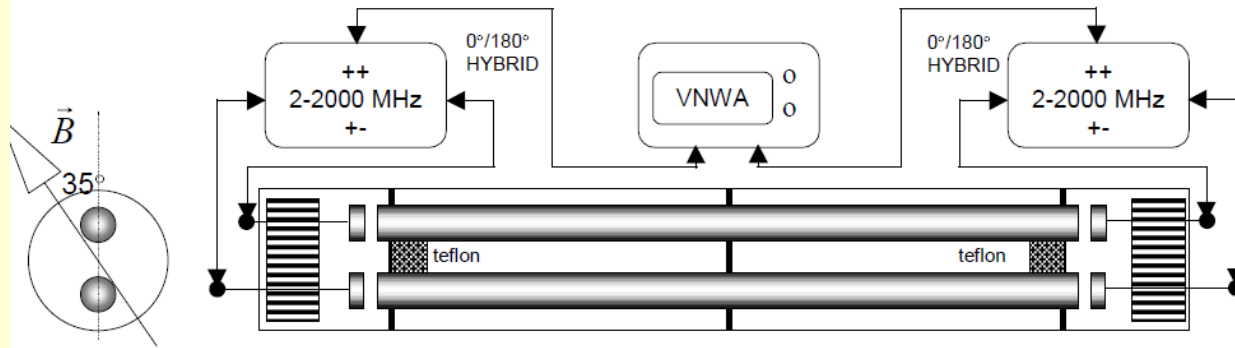 0°/180°
HYBRID
++
2-2000 MHz
+-
VNWA
O
O
0°/180°
HYBRID
++
2-2000 MHz
+-
B⃗
35°
teflon
teflon